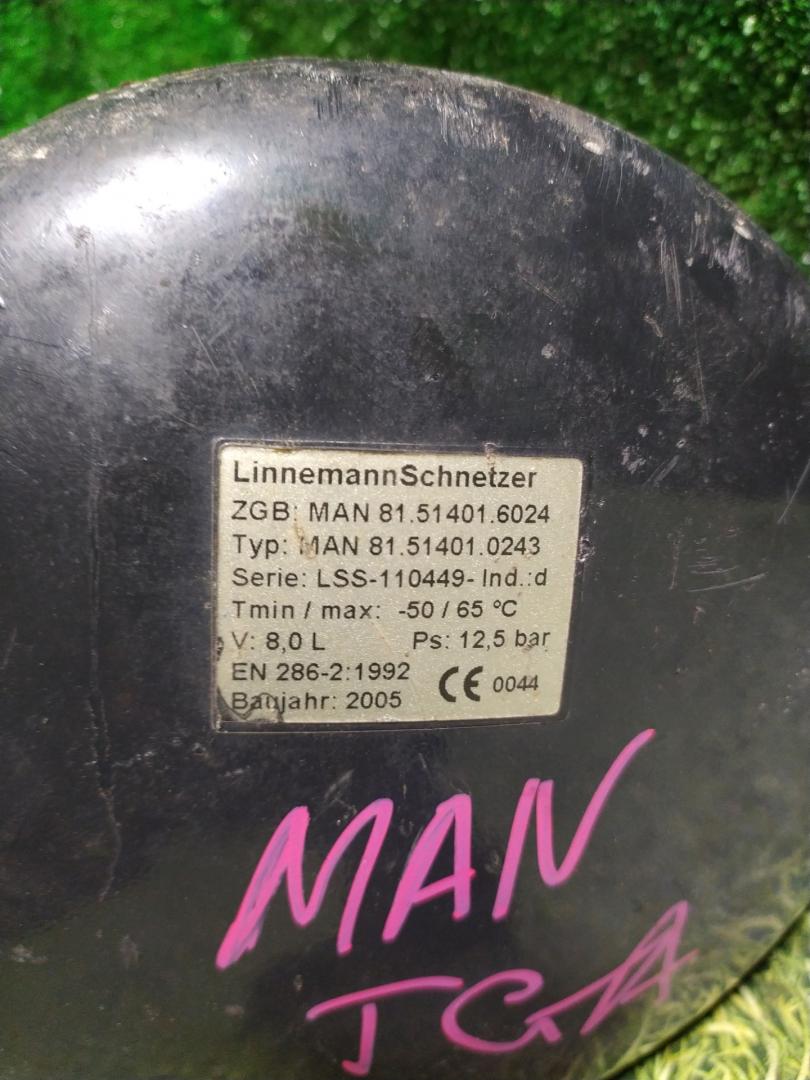 LinnemannSchnetzer
ZGB: MAN 81.51401.6024
Typ: MAN 81.51401.0243
Serie: LSS-110449- Ind.:d
Tmin / max: -50 / 65 °C
V: 8,0 L Ps: 12,5 bar
EN 286-2:1992 CE 0044
Baujahr: 2005
MAN
TGA